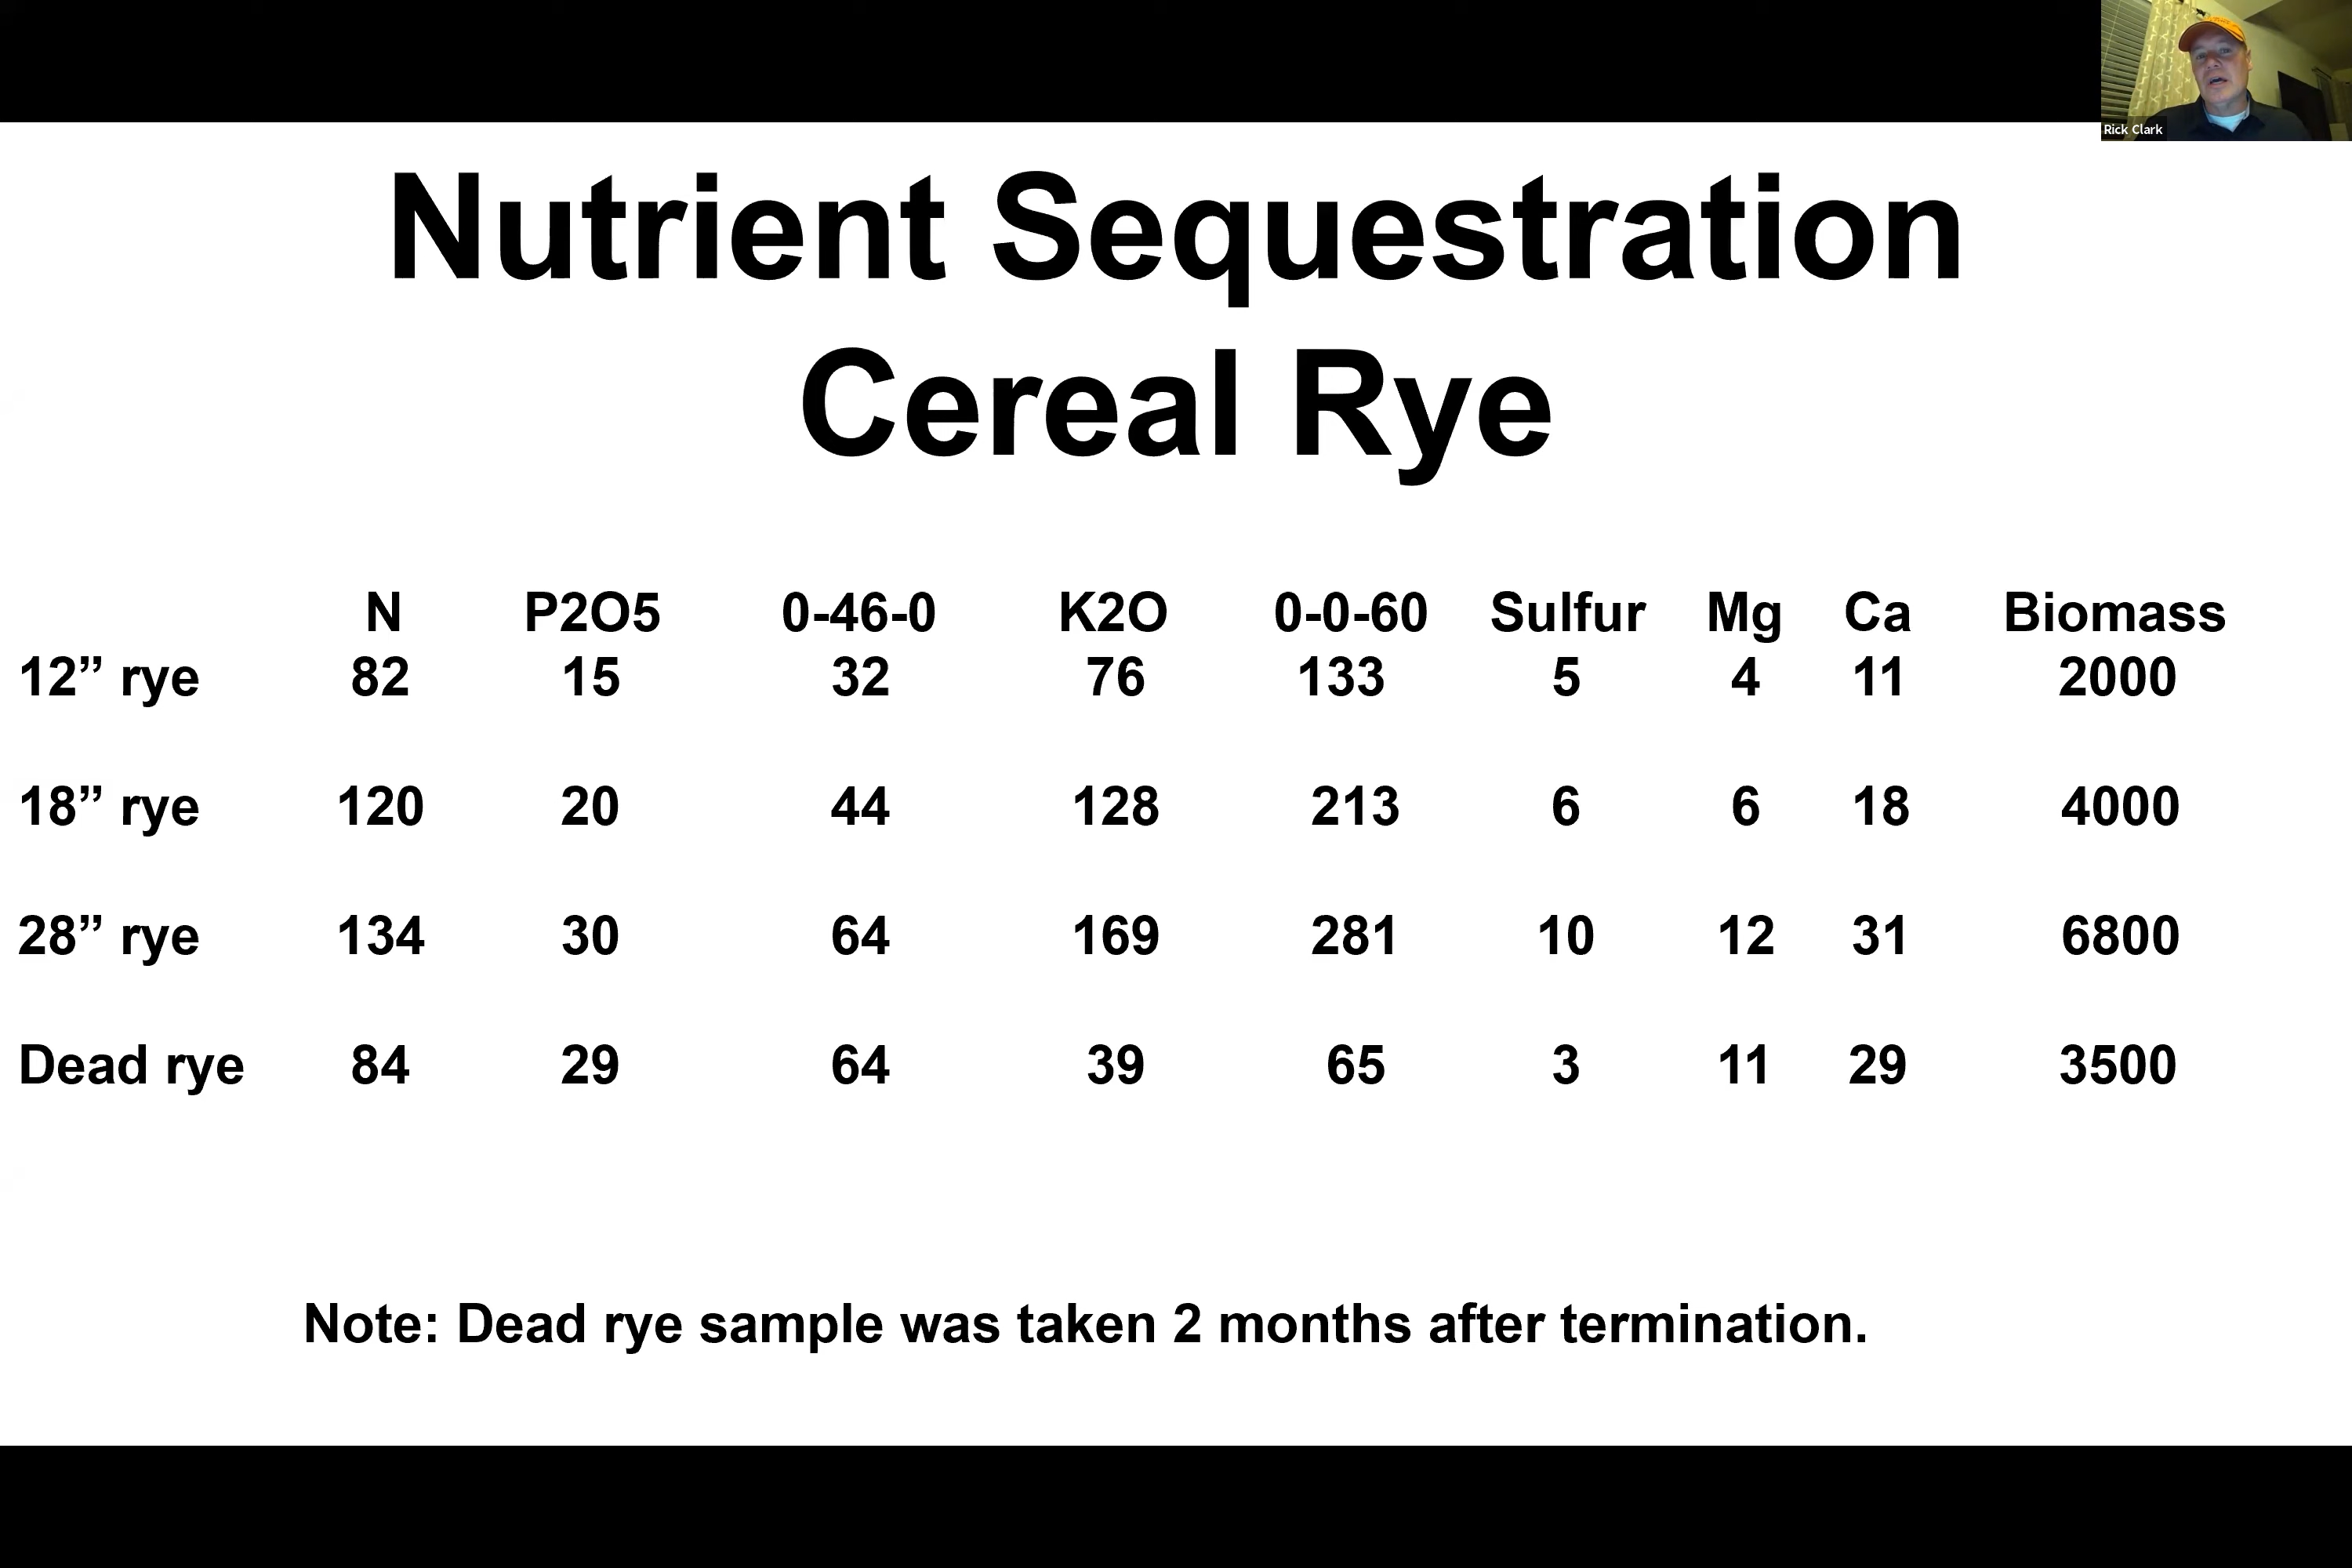 Rick Clark
Nutrient Sequestration
Cereal Rye
N P2O5 0-46-0 K2O 0-0-60 Sulfur Mg Ca Biomass
12” rye 82 15 32 76 133 5 4 11 2000
18” rye 120 20 44 128 213 6 6 18 4000
28” rye 134 30 64 169 281 10 12 31 6800
Dead rye 84 29 64 39 65 3 11 29 3500
Note: Dead rye sample was taken 2 months after termination.